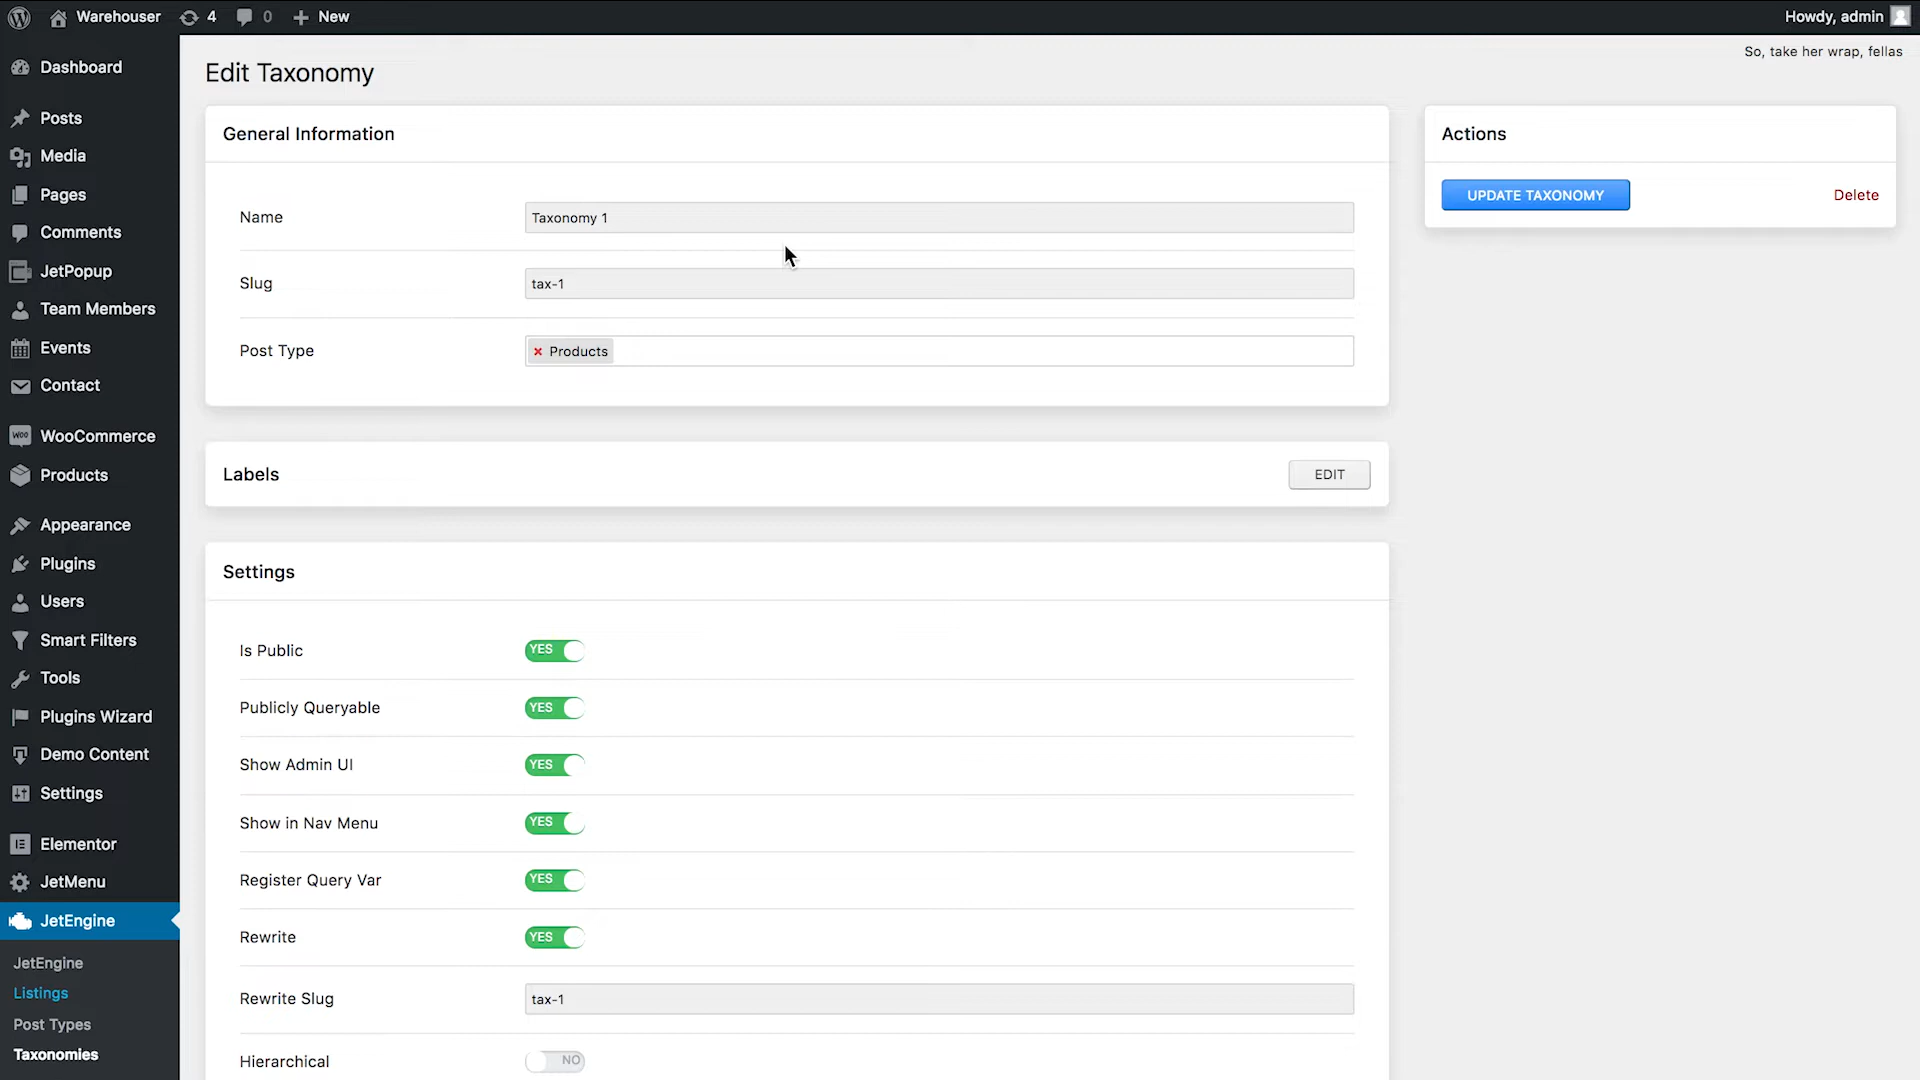 Warehouser 4 0 New Howdy, admin
So, take her wrap, fellas
Dashboard
Posts
Media
Pages
Comments
JetPopup
Team Members
Events
Contact
WooCommerce
Products
Appearance
Plugins
Users
Smart Filters
Tools
Plugins Wizard
Demo Content
Settings
Elementor
JetMenu
JetEngine
JetEngine
Listings
Post Types
Taxonomies
Edit Taxonomy
General Information
Name Taxonomy 1
Slug tax-1
Post Type × Products
Labels EDIT
Settings
Is Public YES
Publicly Queryable YES
Show Admin UI YES
Show in Nav Menu YES
Register Query Var YES
Rewrite YES
Rewrite Slug tax-1
Hierarchical NO
Actions
UPDATE TAXONOMY Delete